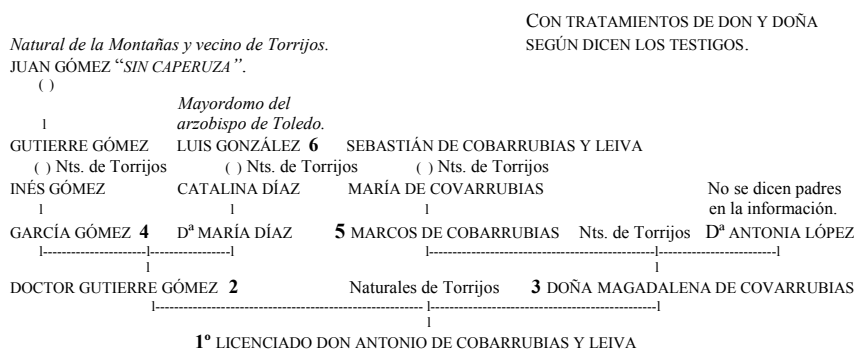 CON TRATAMIENTOS DE DON Y DOÑA
Natural de la Montañas y vecino de Torrijos. SEGÚN DICEN LOS TESTIGOS.
JUAN GÓMEZ “SIN CAPERUZA”.
( )
Mayordomo del
l arzobispo de Toledo.
GUTIERRE GÓMEZ LUIS GONZÁLEZ 6 SEBASTIÁN DE COBARRUBIAS Y LEIVA
( ) Nts. de Torrijos ( ) Nts. de Torrijos ( ) Nts. de Torrijos
INÉS GÓMEZ CATALINA DÍAZ MARÍA DE COVARRUBIAS No se dicen padres
l l l en la información.
GARCÍA GÓMEZ 4 Dª MARÍA DÍAZ 5 MARCOS DE COBARRUBIAS Nts. de Torrijos Dª ANTONIA LÓPEZ
l----------------------l-----------------l l-------------------------------------------------l-------------------------l
l l
DOCTOR GUTIERRE GÓMEZ 2 Naturales de Torrijos 3 DOÑA MAGADALENA DE COVARRUBIAS
l--------------------------------------------------------- l------------------------------------------------l
l
1º LICENCIADO DON ANTONIO DE COBARRUBIAS Y LEIVA